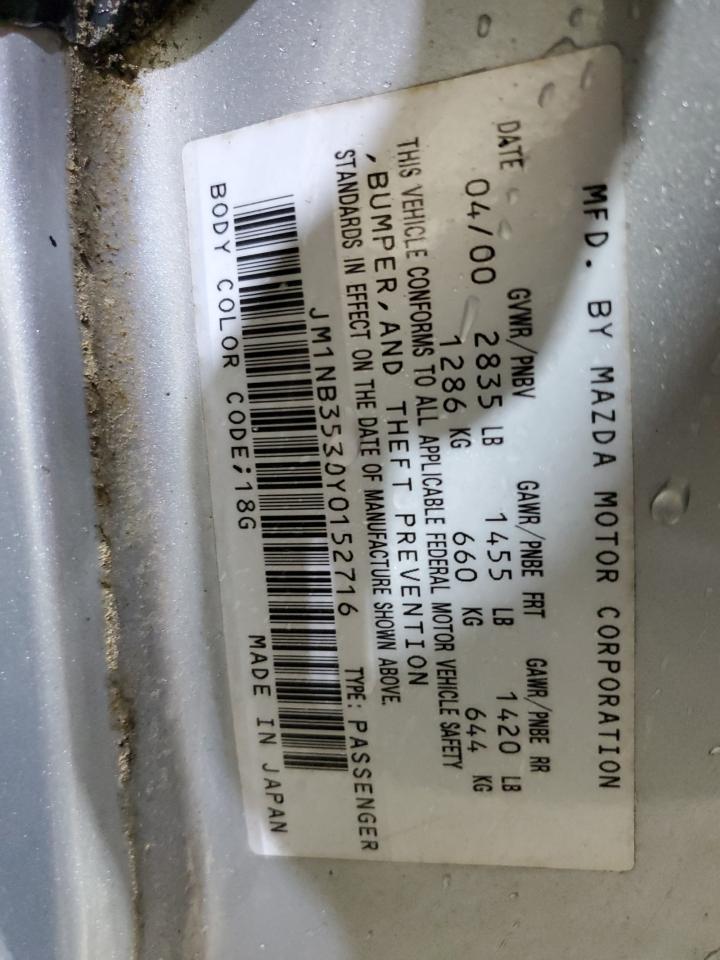 MFD. BY MAZDA MOTOR CORPORATION
DATE GVWR/PNBV GAWR/PNBE FRT GAWR/PNBE RR
04/00 2835 LB 1455 LB 1420 LB
1286 KG 660 KG 644 KG
THIS VEHICLE CONFORMS TO ALL APPLICABLE FEDERAL MOTOR VEHICLE SAFETY
,BUMPER,AND THEFT PREVENTION
STANDARDS IN EFFECT ON THE DATE OF MANUFACTURE SHOWN ABOVE.
JM1NB3530Y0152716 TYPE: PASSENGER
BODY COLOR CODE;18G MADE IN JAPAN